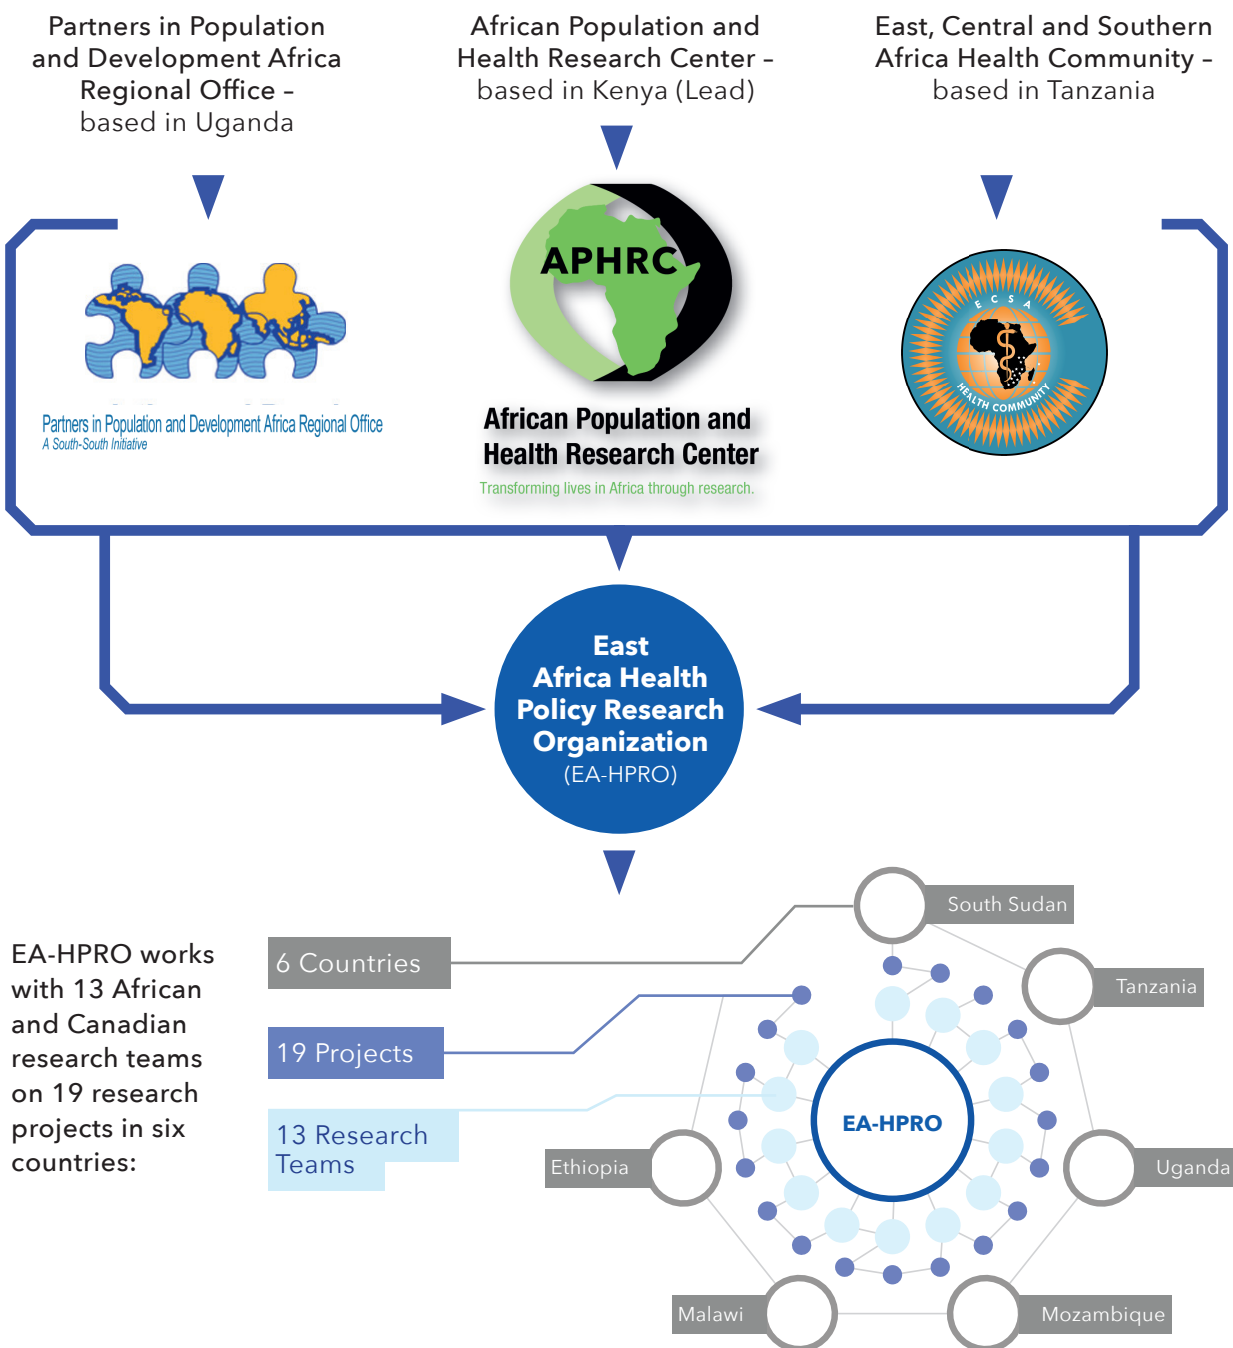 Partners in Population
and Development Africa
Regional Office –
based in Uganda
African Population and
Health Research Center –
based in Kenya (Lead)
East, Central and Southern
Africa Health Community –
based in Tanzania
Partners in Population and Development Africa Regional Office
A South-South Initiative
APHRC
African Population and
Health Research Center
Transforming lives in Africa through research.
ECSA
HEALTH COMMUNITY
East
Africa Health
Policy Research
Organization
(EA-HPRO)
EA-HPRO works
with 13 African
and Canadian
research teams
on 19 research
projects in six
countries:
6 Countries
19 Projects
13 Research
Teams
South Sudan
Tanzania
EA-HPRO
Ethiopia
Uganda
Malawi
Mozambique